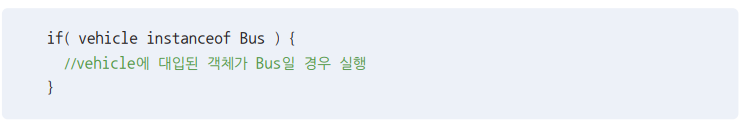 if( vehicle instanceof Bus ) {
//vehicle에 대입된 객체가 Bus일 경우 실행
}